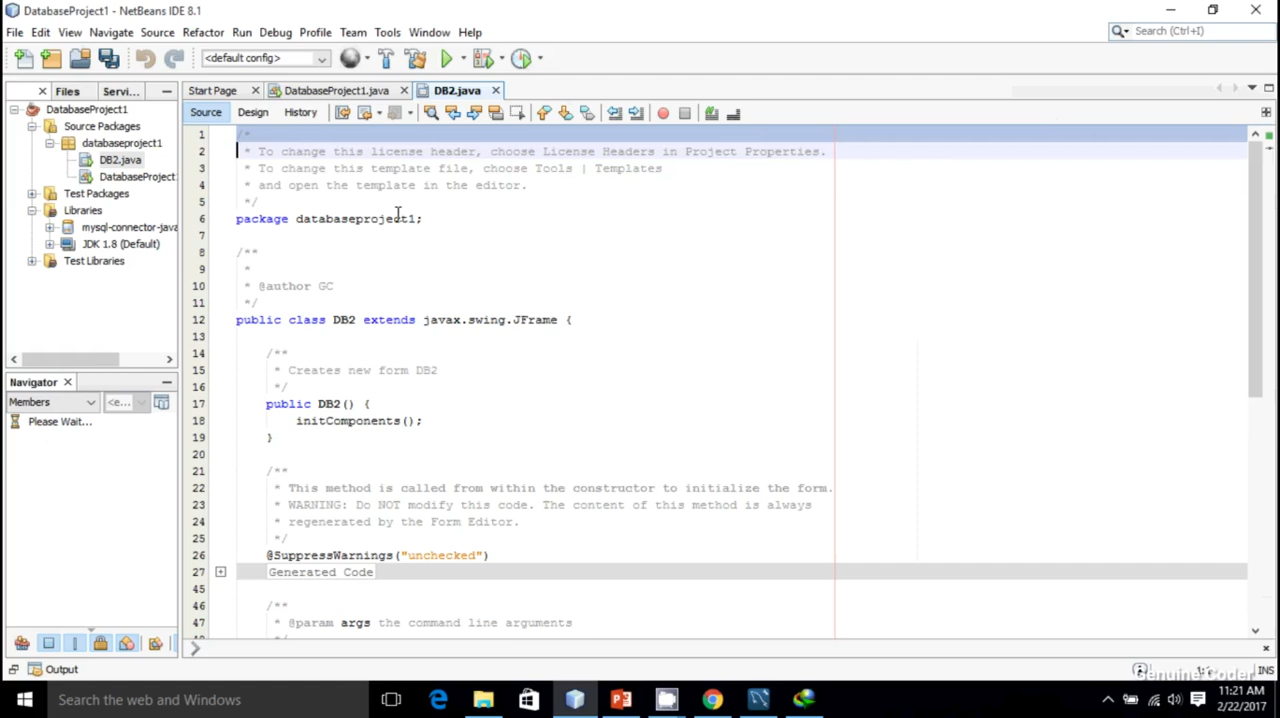 DatabaseProject1 - NetBeans IDE 8.1
File Edit View Navigate Source Refactor Run Debug Profile Team Tools Window Help
Search (Ctrl+I)
<default config>
Files Servi...
Start Page DatabaseProject1.java DB2.java
Source Design History
DatabaseProject1
Source Packages
databaseproject1
DB2.java
DatabaseProject
Test Packages
Libraries
mysql-connector-java
JDK 1.8 (Default)
Test Libraries
Navigator
Members <e...
Please Wait...
1 /*
2 * To change this license header, choose License Headers in Project Properties.
3 * To change this template file, choose Tools | Templates
4 * and open the template in the editor.
5 */
6 package databaseproject1;
7
8 /**
9 *
10 * @author GC
11 */
12 public class DB2 extends javax.swing.JFrame {
13
14 /**
15 * Creates new form DB2
16 */
17 public DB2() {
18 initComponents();
19 }
20
21 /**
22 * This method is called from within the constructor to initialize the form.
23 * WARNING: Do NOT modify this code. The content of this method is always
24 * regenerated by the Form Editor.
25 */
26 @SuppressWarnings("unchecked")
27 Generated Code
45
46 /**
47 * @param args the command line arguments
Output
INS
Genuine Coder
Search the web and Windows
11:21 AM
2/22/2017